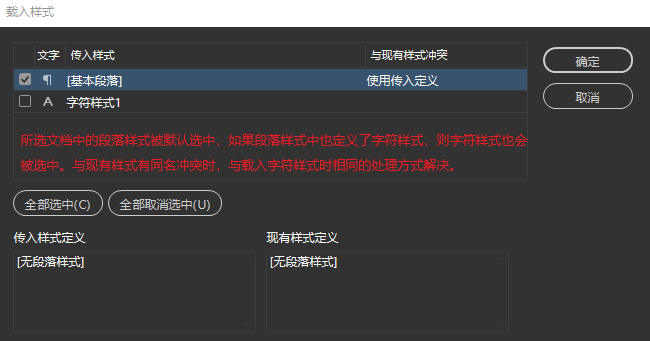 载入样式
文字 传入样式 与现有样式冲突
¶ [基本段落] 使用传入定义
A 字符样式1
确定
取消
所选文档中的段落样式被默认选中，如果段落样式中也定义了字符样式，则字符样式也会
被选中。与现有样式有同名冲突时，与载入字符样式时相同的处理方式解决。
全部选中(C) 全部取消选中(U)
传入样式定义 现有样式定义
[无段落样式] [无段落样式]